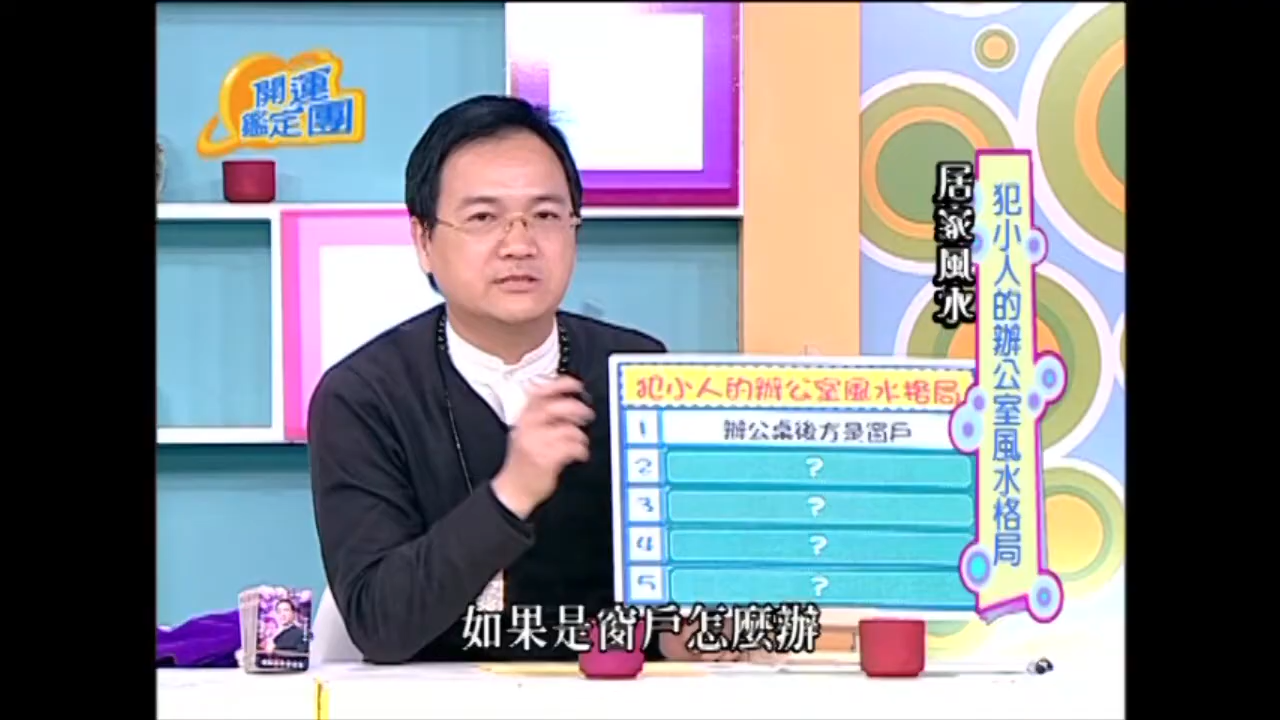 開運
鑑定團
居家風水
犯小人的辦公室風水格局
犯小人的辦公室風水格局
1 辦公桌後方是窗戶
2 ?
3 ?
4 ?
5 ?
如果是窗戶怎麼辦